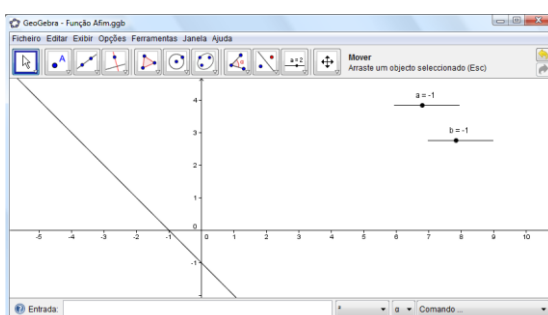 GeoGebra - Função Afim.ggb
Ficheiro Editar Exibir Opções Ferramentas Janela Ajuda
A
a = 2
Mover
Arraste um objecto seleccionado (Esc)
a = -1
b = -1
4
3
2
1
0
-5 -4 -3 -2 -1 0 1 2 3 4 5 6 7 8 9 10
-1
Entrada:
α
Comando ...